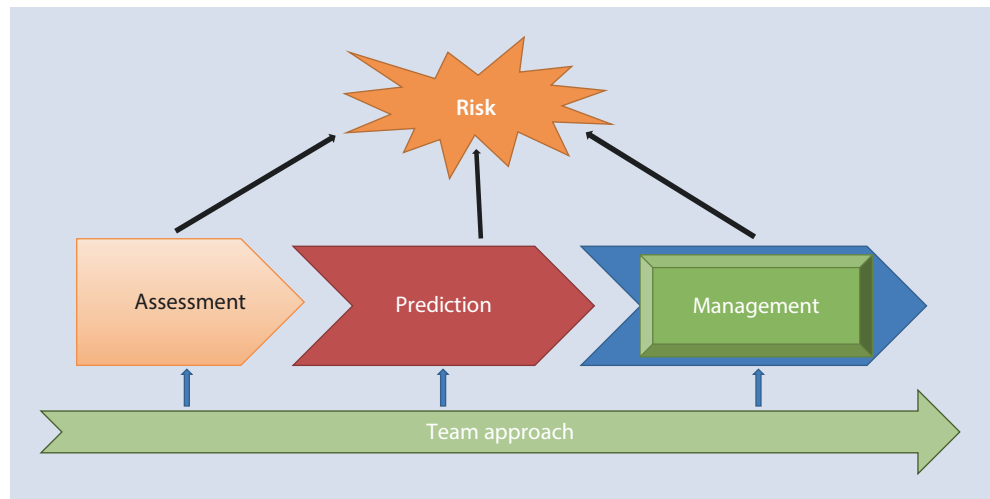 Risk
Assessment
Prediction
Management
Team approach